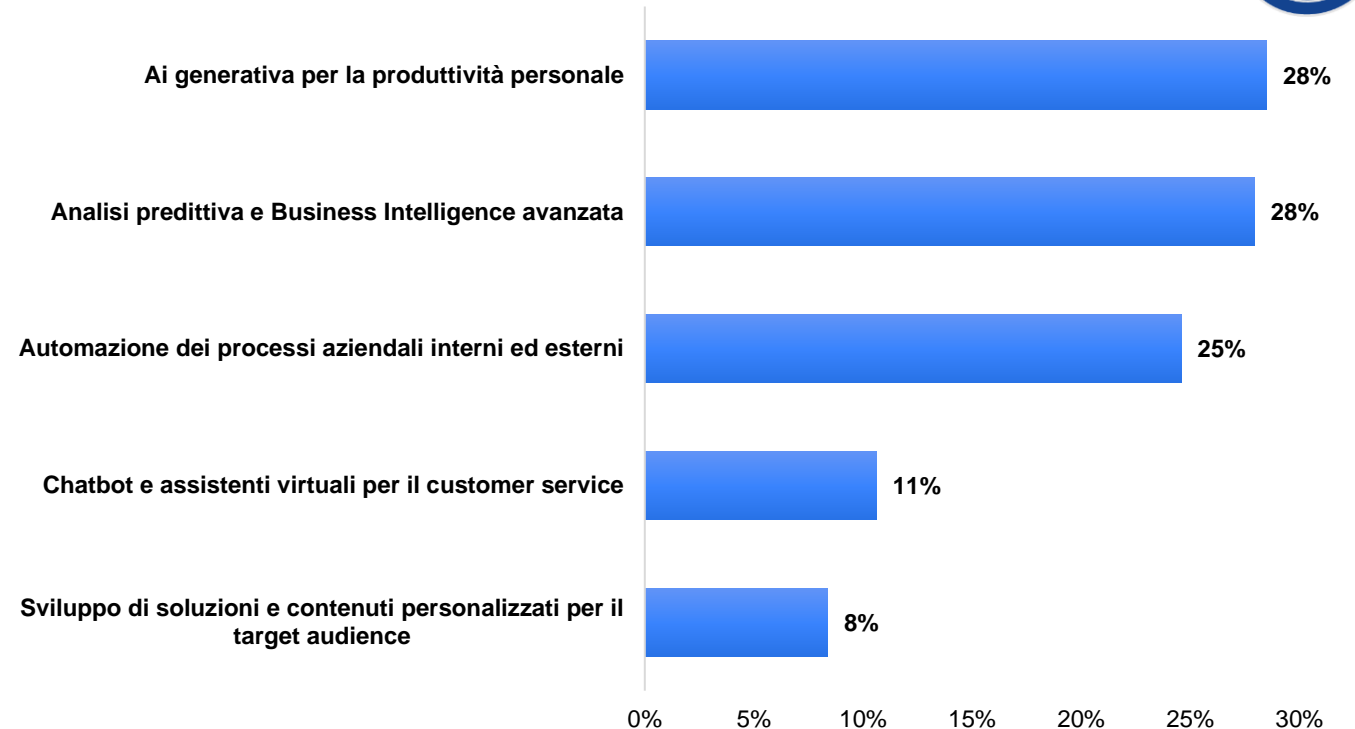 Ai generativa per la produttività personale
28%
Analisi predittiva e Business Intelligence avanzata
28%
Automazione dei processi aziendali interni ed esterni
25%
Chatbot e assistenti virtuali per il customer service
11%
Sviluppo di soluzioni e contenuti personalizzati per il
target audience
8%
0% 5% 10% 15% 20% 25% 30%